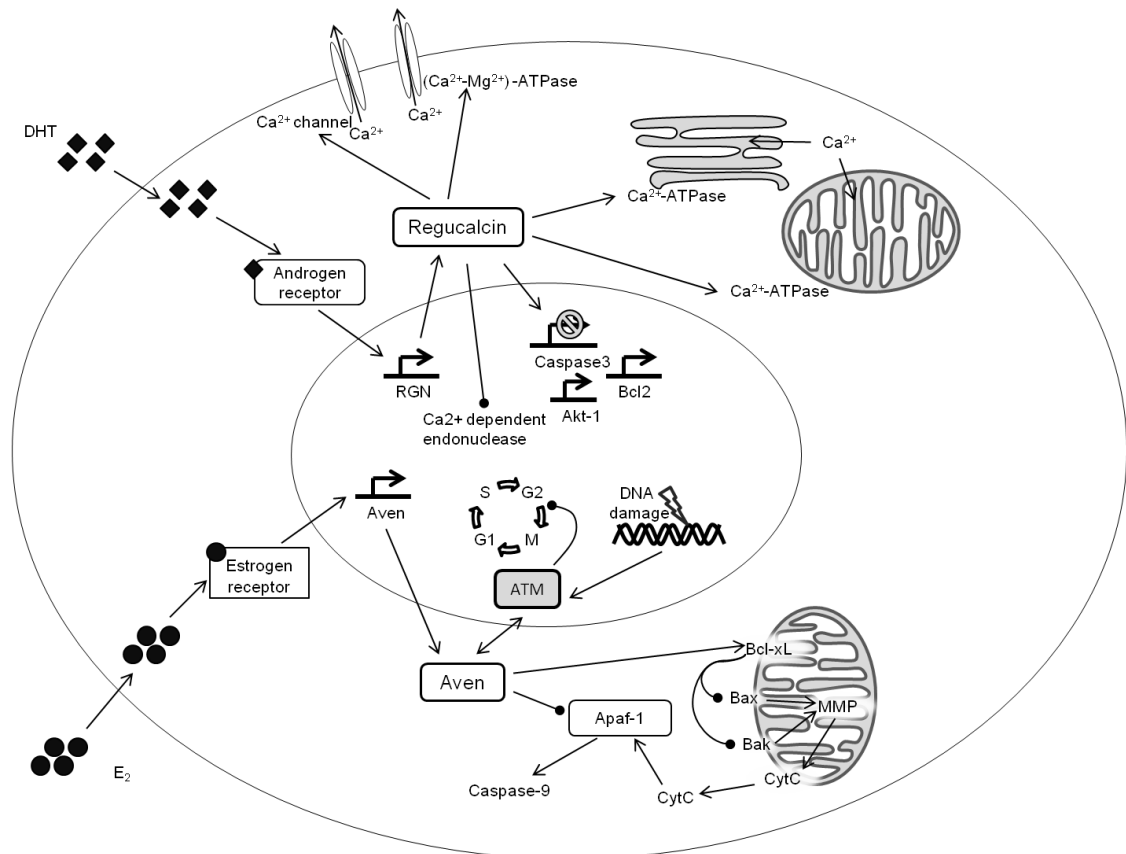 (Ca²⁺-Mg²⁺)-ATPase
Ca²⁺
Ca²⁺ channel
Ca²⁺
DHT
Ca²⁺
Ca²⁺-ATPase
Regucalcin
Androgen
receptor
Ca²⁺-ATPase
Caspase3
RGN
Bcl2
Akt-1
Ca2+ dependent
endonuclease
S
G2
G1
M
DNA
damage
Aven
Estrogen
receptor
ATM
Aven
Bcl-xL
Bax
MMP
Apaf-1
Bak
E₂
CytC
Caspase-9
CytC